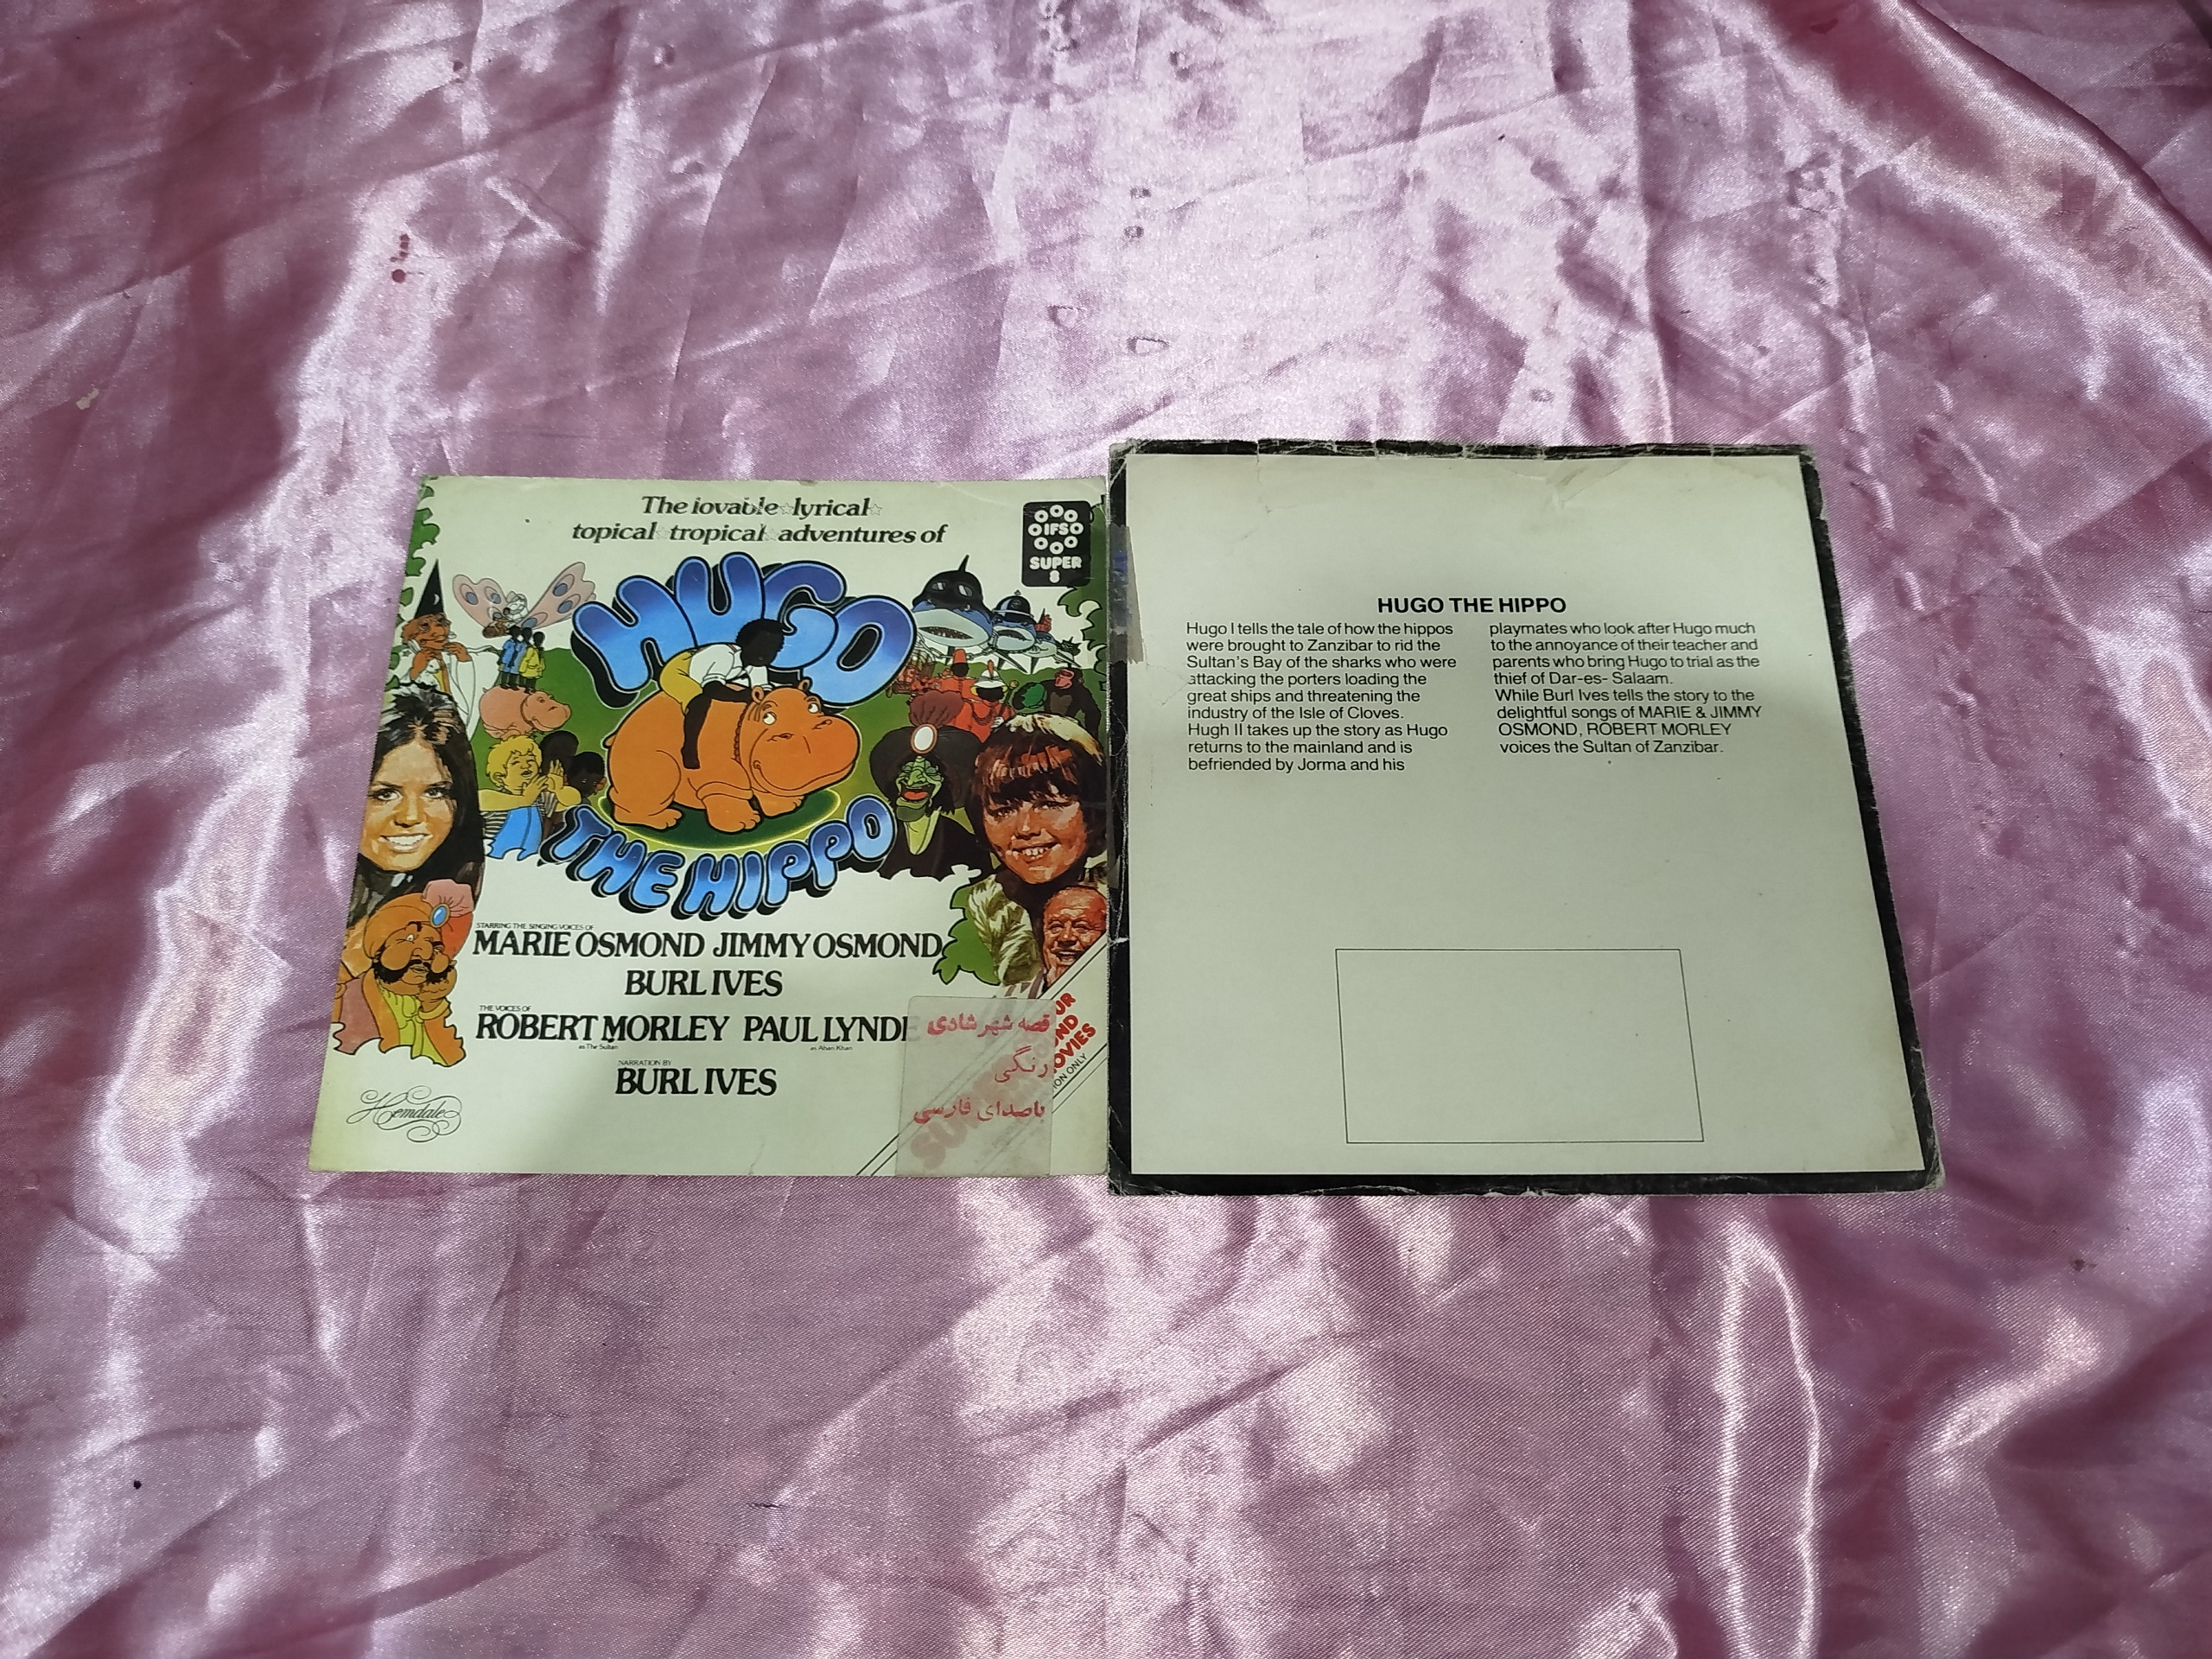 The lovable ☆ lyrical ☆
topical ☆ tropical ☆ adventures of
IFS
SUPER
8
HUGO
THE HIPPO
STARRING THE SINGING VOICES OF
MARIE OSMOND JIMMY OSMOND
BURL IVES
THE VOICES OF
ROBERT MORLEY PAUL LYNDE
as The Sultan
as Aban Khan
NARRATION BY
BURL IVES
Hemdale
قصه شهر شادی
رنگی
باصدای فارسی
HUGO THE HIPPO
Hugo I tells the tale of how the hippos
were brought to Zanzibar to rid the
Sultan's Bay of the sharks who were
attacking the porters loading the
great ships and threatening the
industry of the Isle of Cloves.
Hugh II takes up the story as Hugo
returns to the mainland and is
befriended by Jorma and his
playmates who look after Hugo much
to the annoyance of their teacher and
parents who bring Hugo to trial as the
thief of Dar-es- Salaam.
While Burl Ives tells the story to the
delightful songs of MARIE & JIMMY
OSMOND, ROBERT MORLEY
voices the Sultan of Zanzibar.